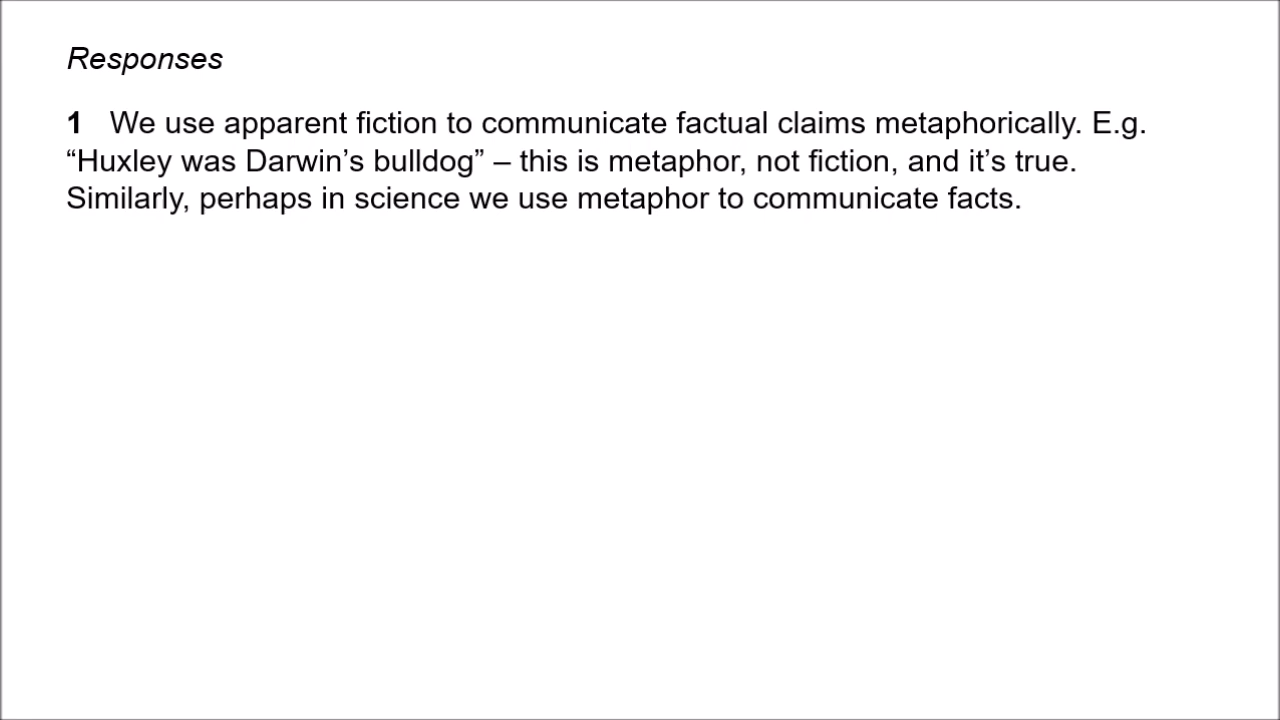 Responses
1 We use apparent fiction to communicate factual claims metaphorically. E.g.
“Huxley was Darwin’s bulldog” – this is metaphor, not fiction, and it’s true.
Similarly, perhaps in science we use metaphor to communicate facts.